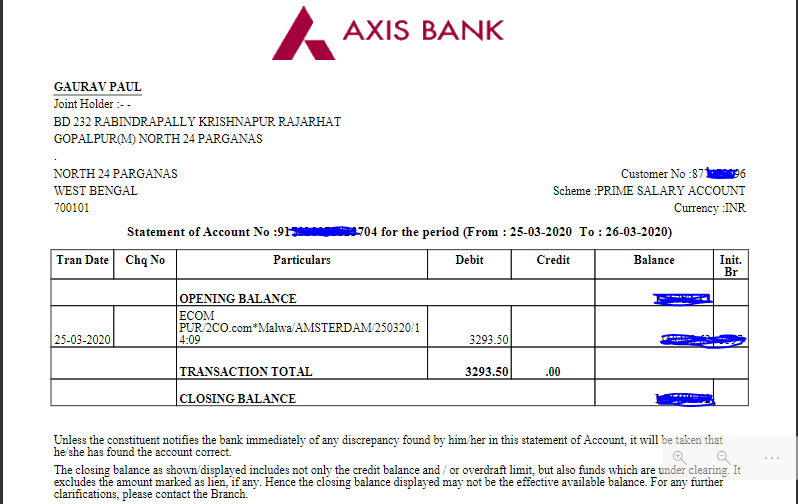 AXIS BANK
GAURAV PAUL
Joint Holder :- -
BD 232 RABINDRAPALLY KRISHNAPUR RAJARHAT
GOPALPUR(M) NORTH 24 PARGANAS
.
NORTH 24 PARGANAS
Customer No :87 96
WEST BENGAL
Scheme :PRIME SALARY ACCOUNT
700101
Currency :INR
Statement of Account No :91 704 for the period (From : 25-03-2020 To : 26-03-2020)
Tran Date Chq No Particulars Debit Credit Balance Init. Br
OPENING BALANCE
ECOM
PUR/2CO.com*Malwa/AMSTERDAM/250320/1
25-03-2020 4:09 3293.50
TRANSACTION TOTAL 3293.50 .00
CLOSING BALANCE
Unless the constituent notifies the bank immediately of any discrepancy found by him/her in this statement of Account, it will be taken that
he/she has found the account correct.
The closing balance as shown/displayed includes not only the credit balance and / or overdraft limit, but also funds which are under clearing. It
excludes the amount marked as lien, if any. Hence the closing balance displayed may not be the effective available balance. For any further
clarifications, please contact the Branch.